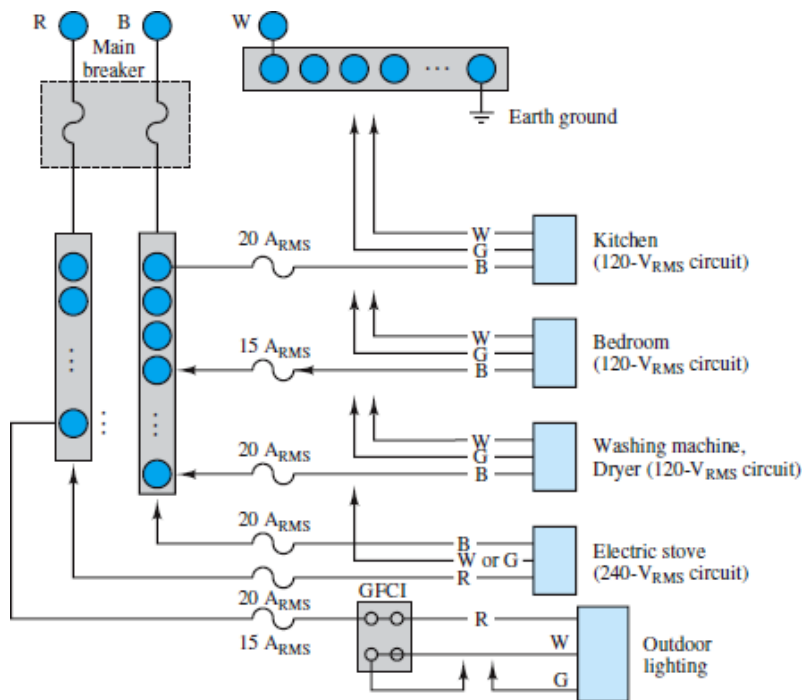 R B W
Main
breaker
...
Earth ground
20 ARMS
W
G
B
Kitchen
(120-VRMS circuit)
15 ARMS
W
G
B
Bedroom
(120-VRMS circuit)
20 ARMS
W
G
B
Washing machine,
Dryer (120-VRMS circuit)
20 ARMS
B
W or G
R
Electric stove
(240-VRMS circuit)
20 ARMS
GFCI
15 ARMS
R
W
G
Outdoor
lighting